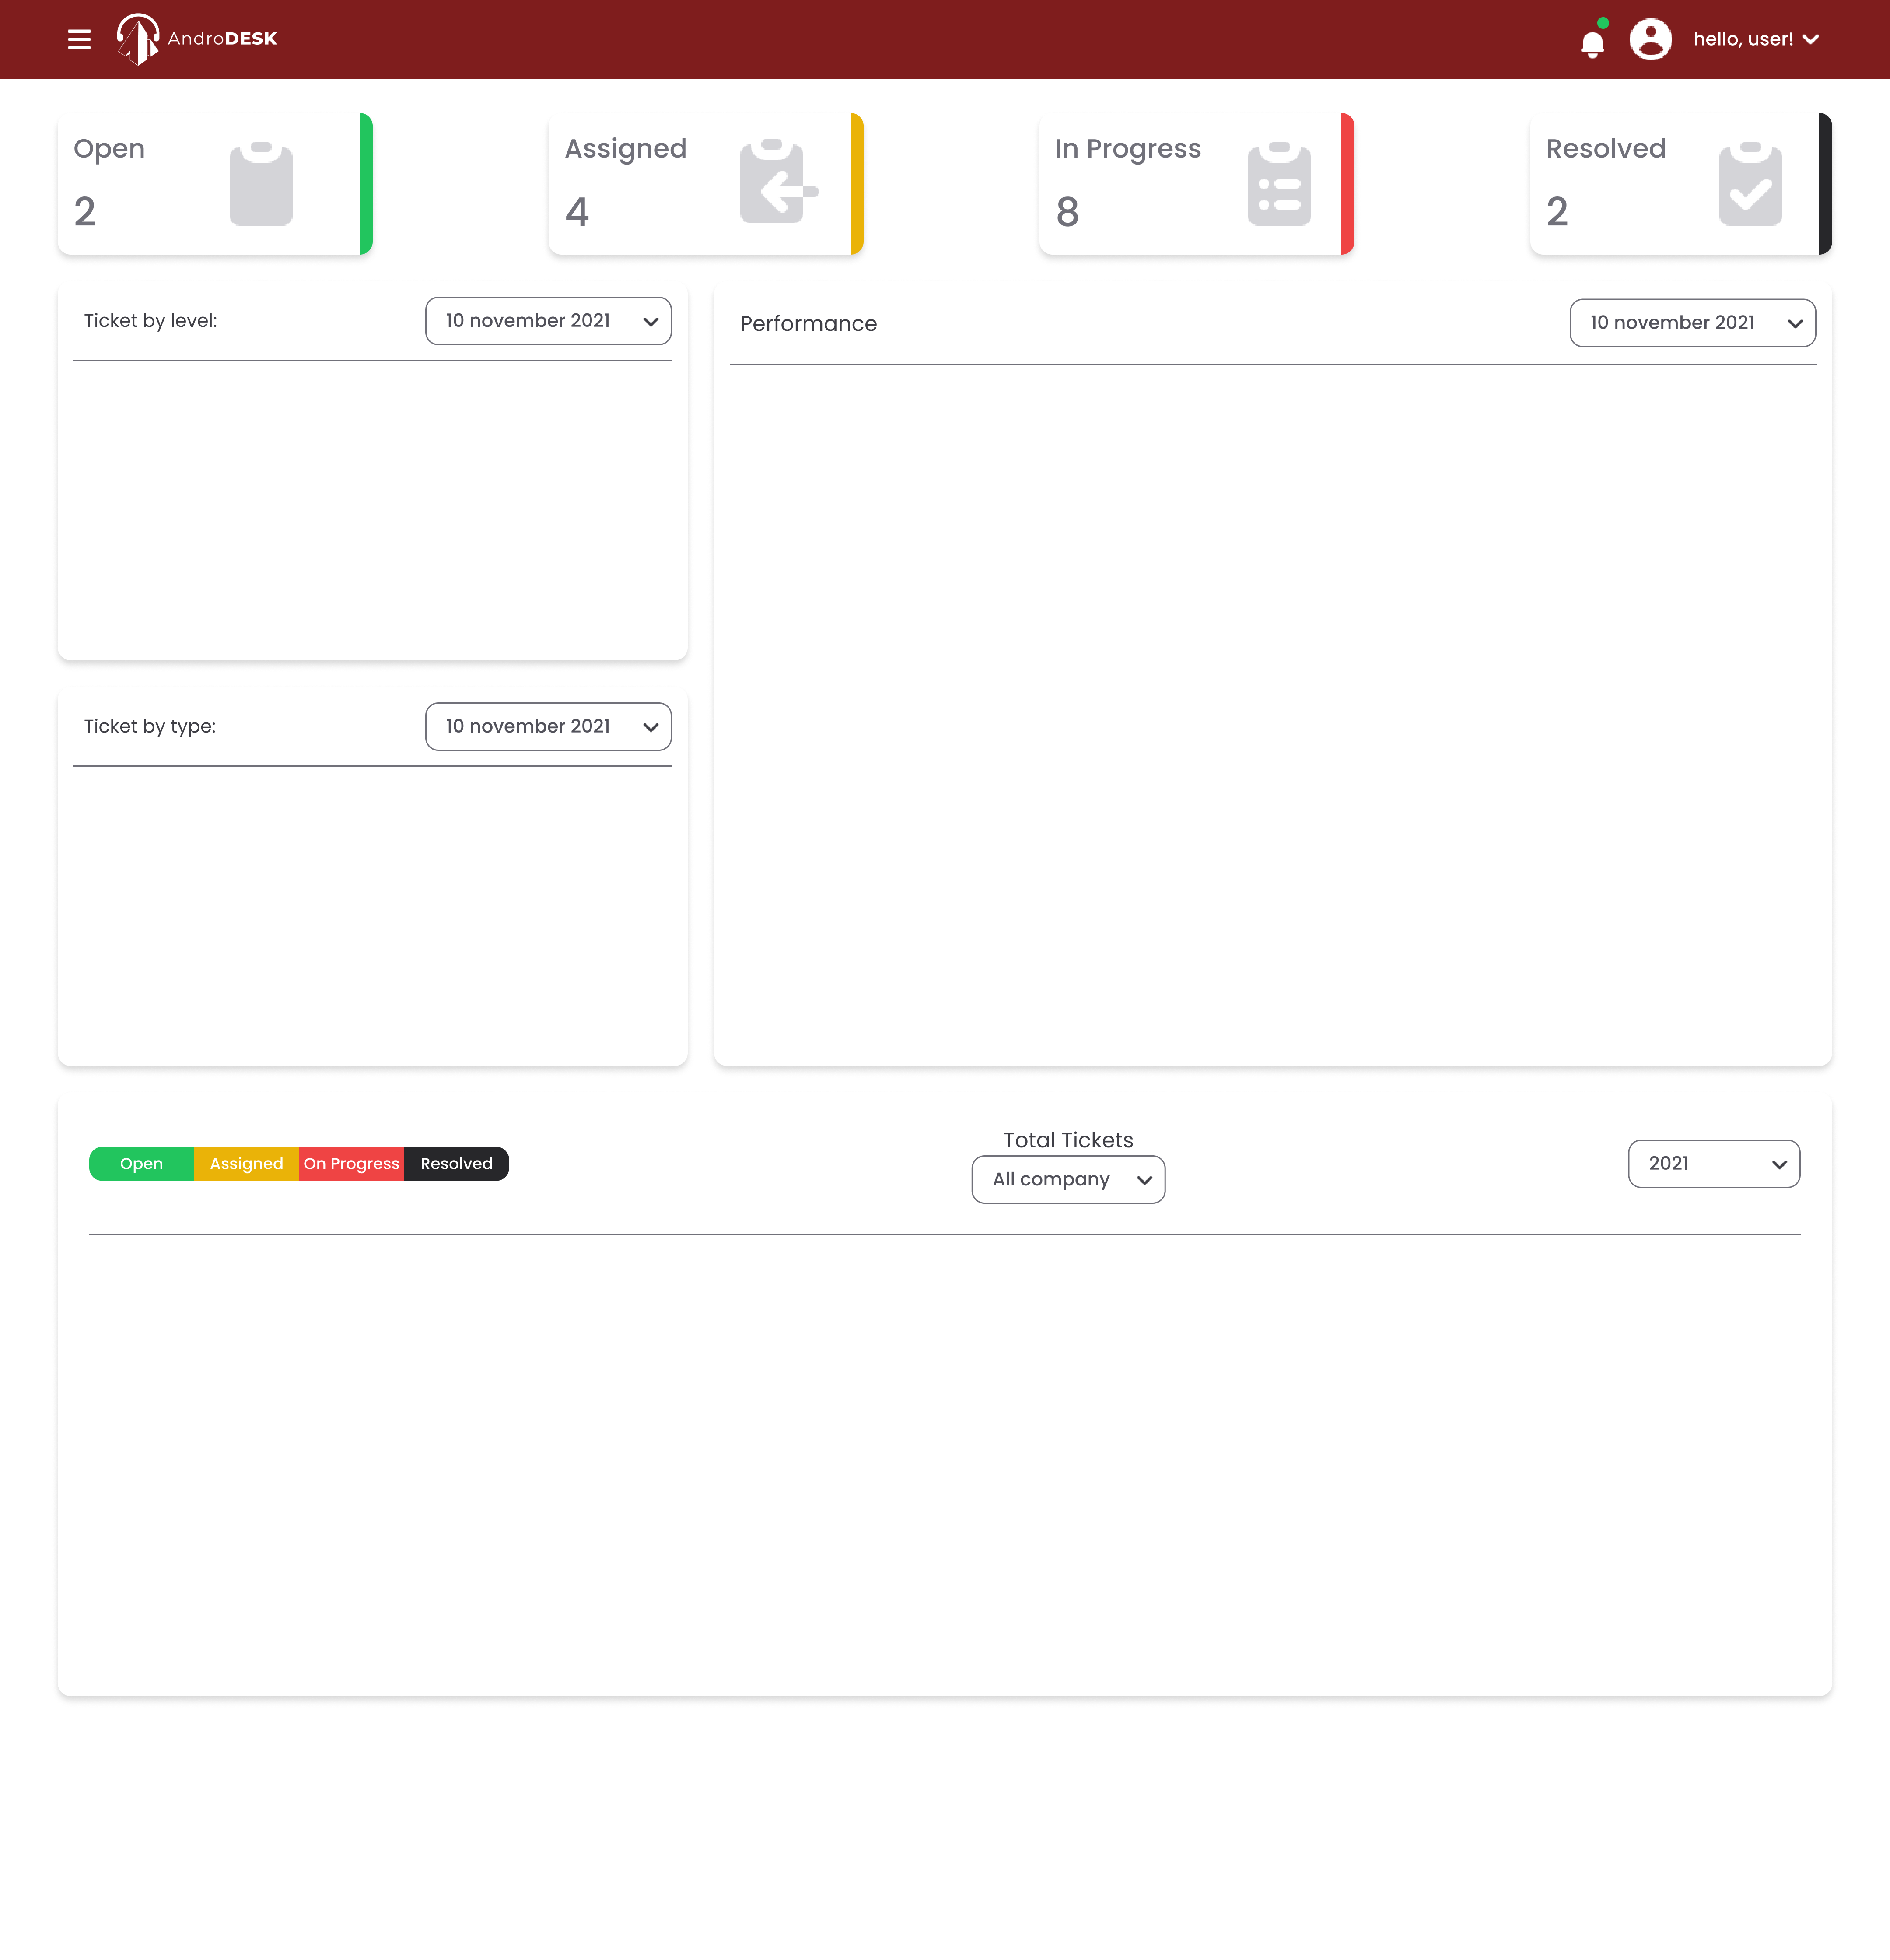 AndroDESK
hello, user!
Open
2
Assigned
4
In Progress
8
Resolved
2
Ticket by level:
10 november 2021
Performance
10 november 2021
Ticket by type:
10 november 2021
Open
Assigned
On Progress
Resolved
Total Tickets
All company
2021